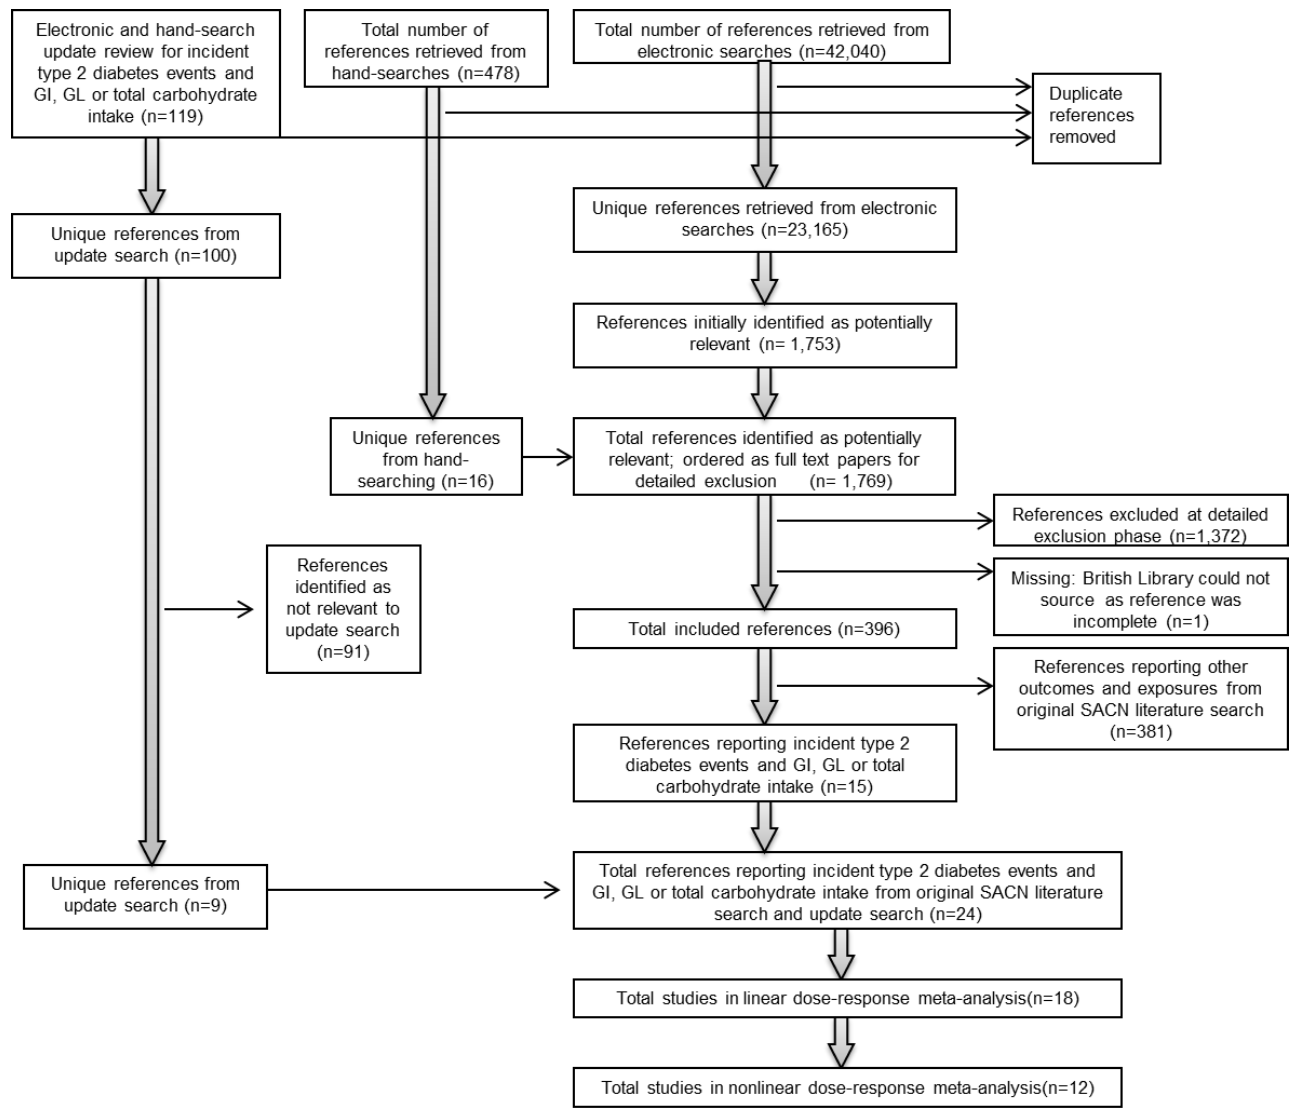 Electronic and hand-search
update review for incident
type 2 diabetes events and
GI, GL or total carbohydrate
intake (n=119)
Total number of
references retrieved from
hand-searches (n=478)
Total number of references retrieved from
electronic searches (n=42,040)
Duplicate
references
removed
Unique references retrieved from electronic
searches (n=23,165)
Unique references from
update search (n=100)
References initially identified as potentially
relevant (n= 1,753)
Unique references
from hand-
searching (n=16)
Total references identified as potentially
relevant; ordered as full text papers for
detailed exclusion (n= 1,769)
References excluded at detailed
exclusion phase (n=1,372)
References
identified as
not relevant to
update search
(n=91)
Missing: British Library could not
source as reference was
incomplete (n=1)
Total included references (n=396)
References reporting other
outcomes and exposures from
original SACN literature search
(n=381)
References reporting incident type 2
diabetes events and GI, GL or total
carbohydrate intake (n=15)
Unique references from
update search (n=9)
Total references reporting incident type 2 diabetes events and
GI, GL or total carbohydrate intake from original SACN literature
search and update search (n=24)
Total studies in linear dose-response meta-analysis(n=18)
Total studies in nonlinear dose-response meta-analysis(n=12)